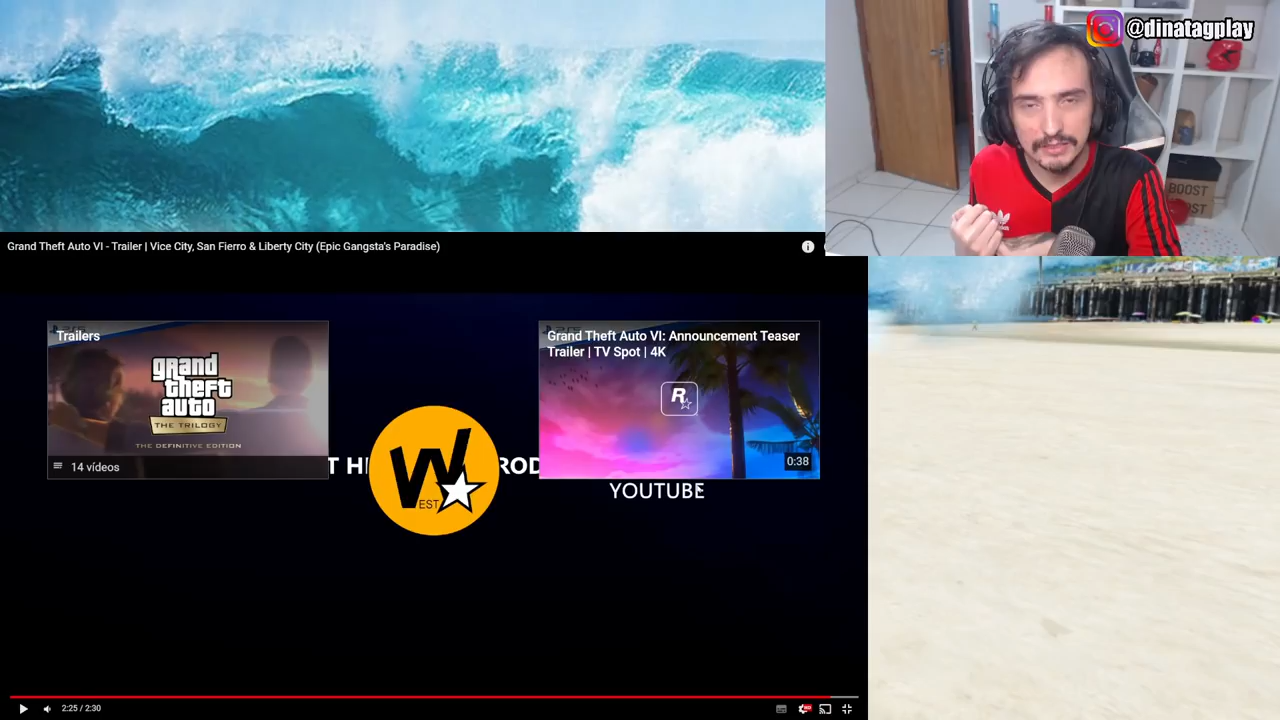 @dinatagplay
BOOST
Grand Theft Auto VI - Trailer | Vice City, San Fierro & Liberty City (Epic Gangsta's Paradise)
Trailers
grand
theft
auto
THE TRILOGY
THE DEFINITIVE EDITION
14 vídeos
W
EST
Grand Theft Auto VI: Announcement Teaser
Trailer | TV Spot | 4K
R
0:38
YOUTUBE
2:25 / 2:30